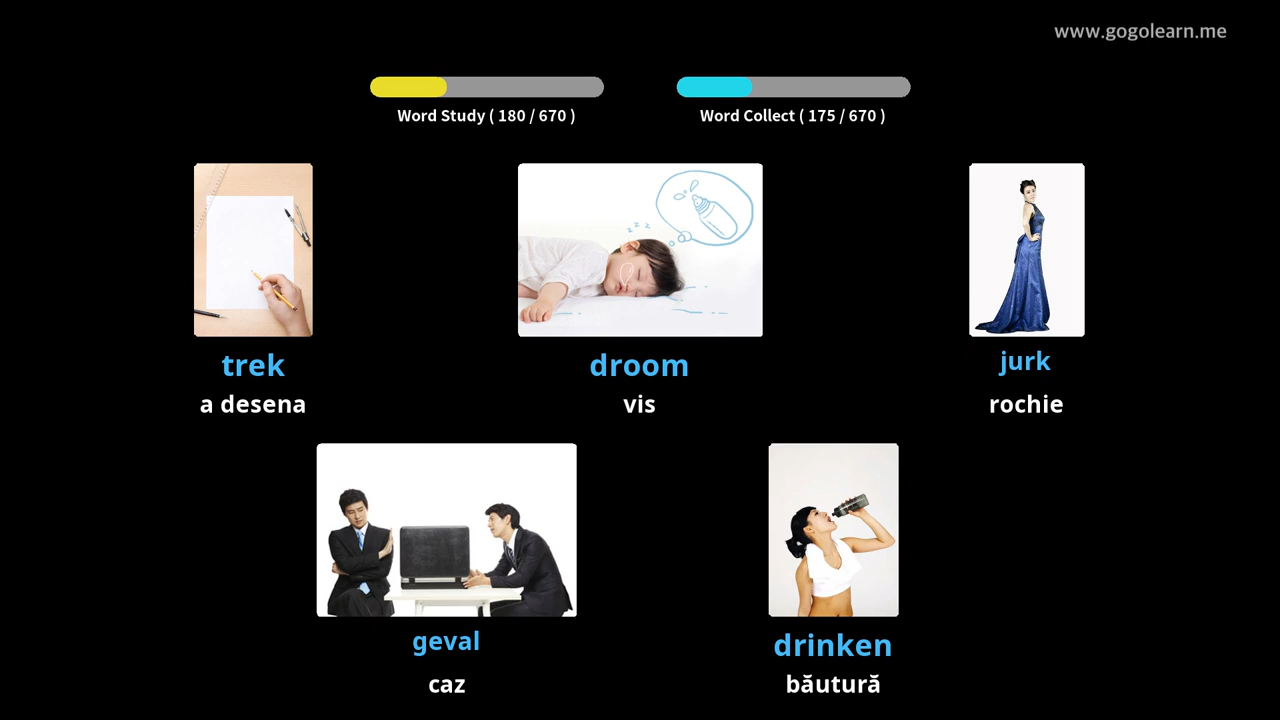 www.gogolearn.me
Word Study ( 180 / 670 )
Word Collect ( 175 / 670 )
z z z
trek
a desena
droom
vis
jurk
rochie
geval
caz
drinken
băutură